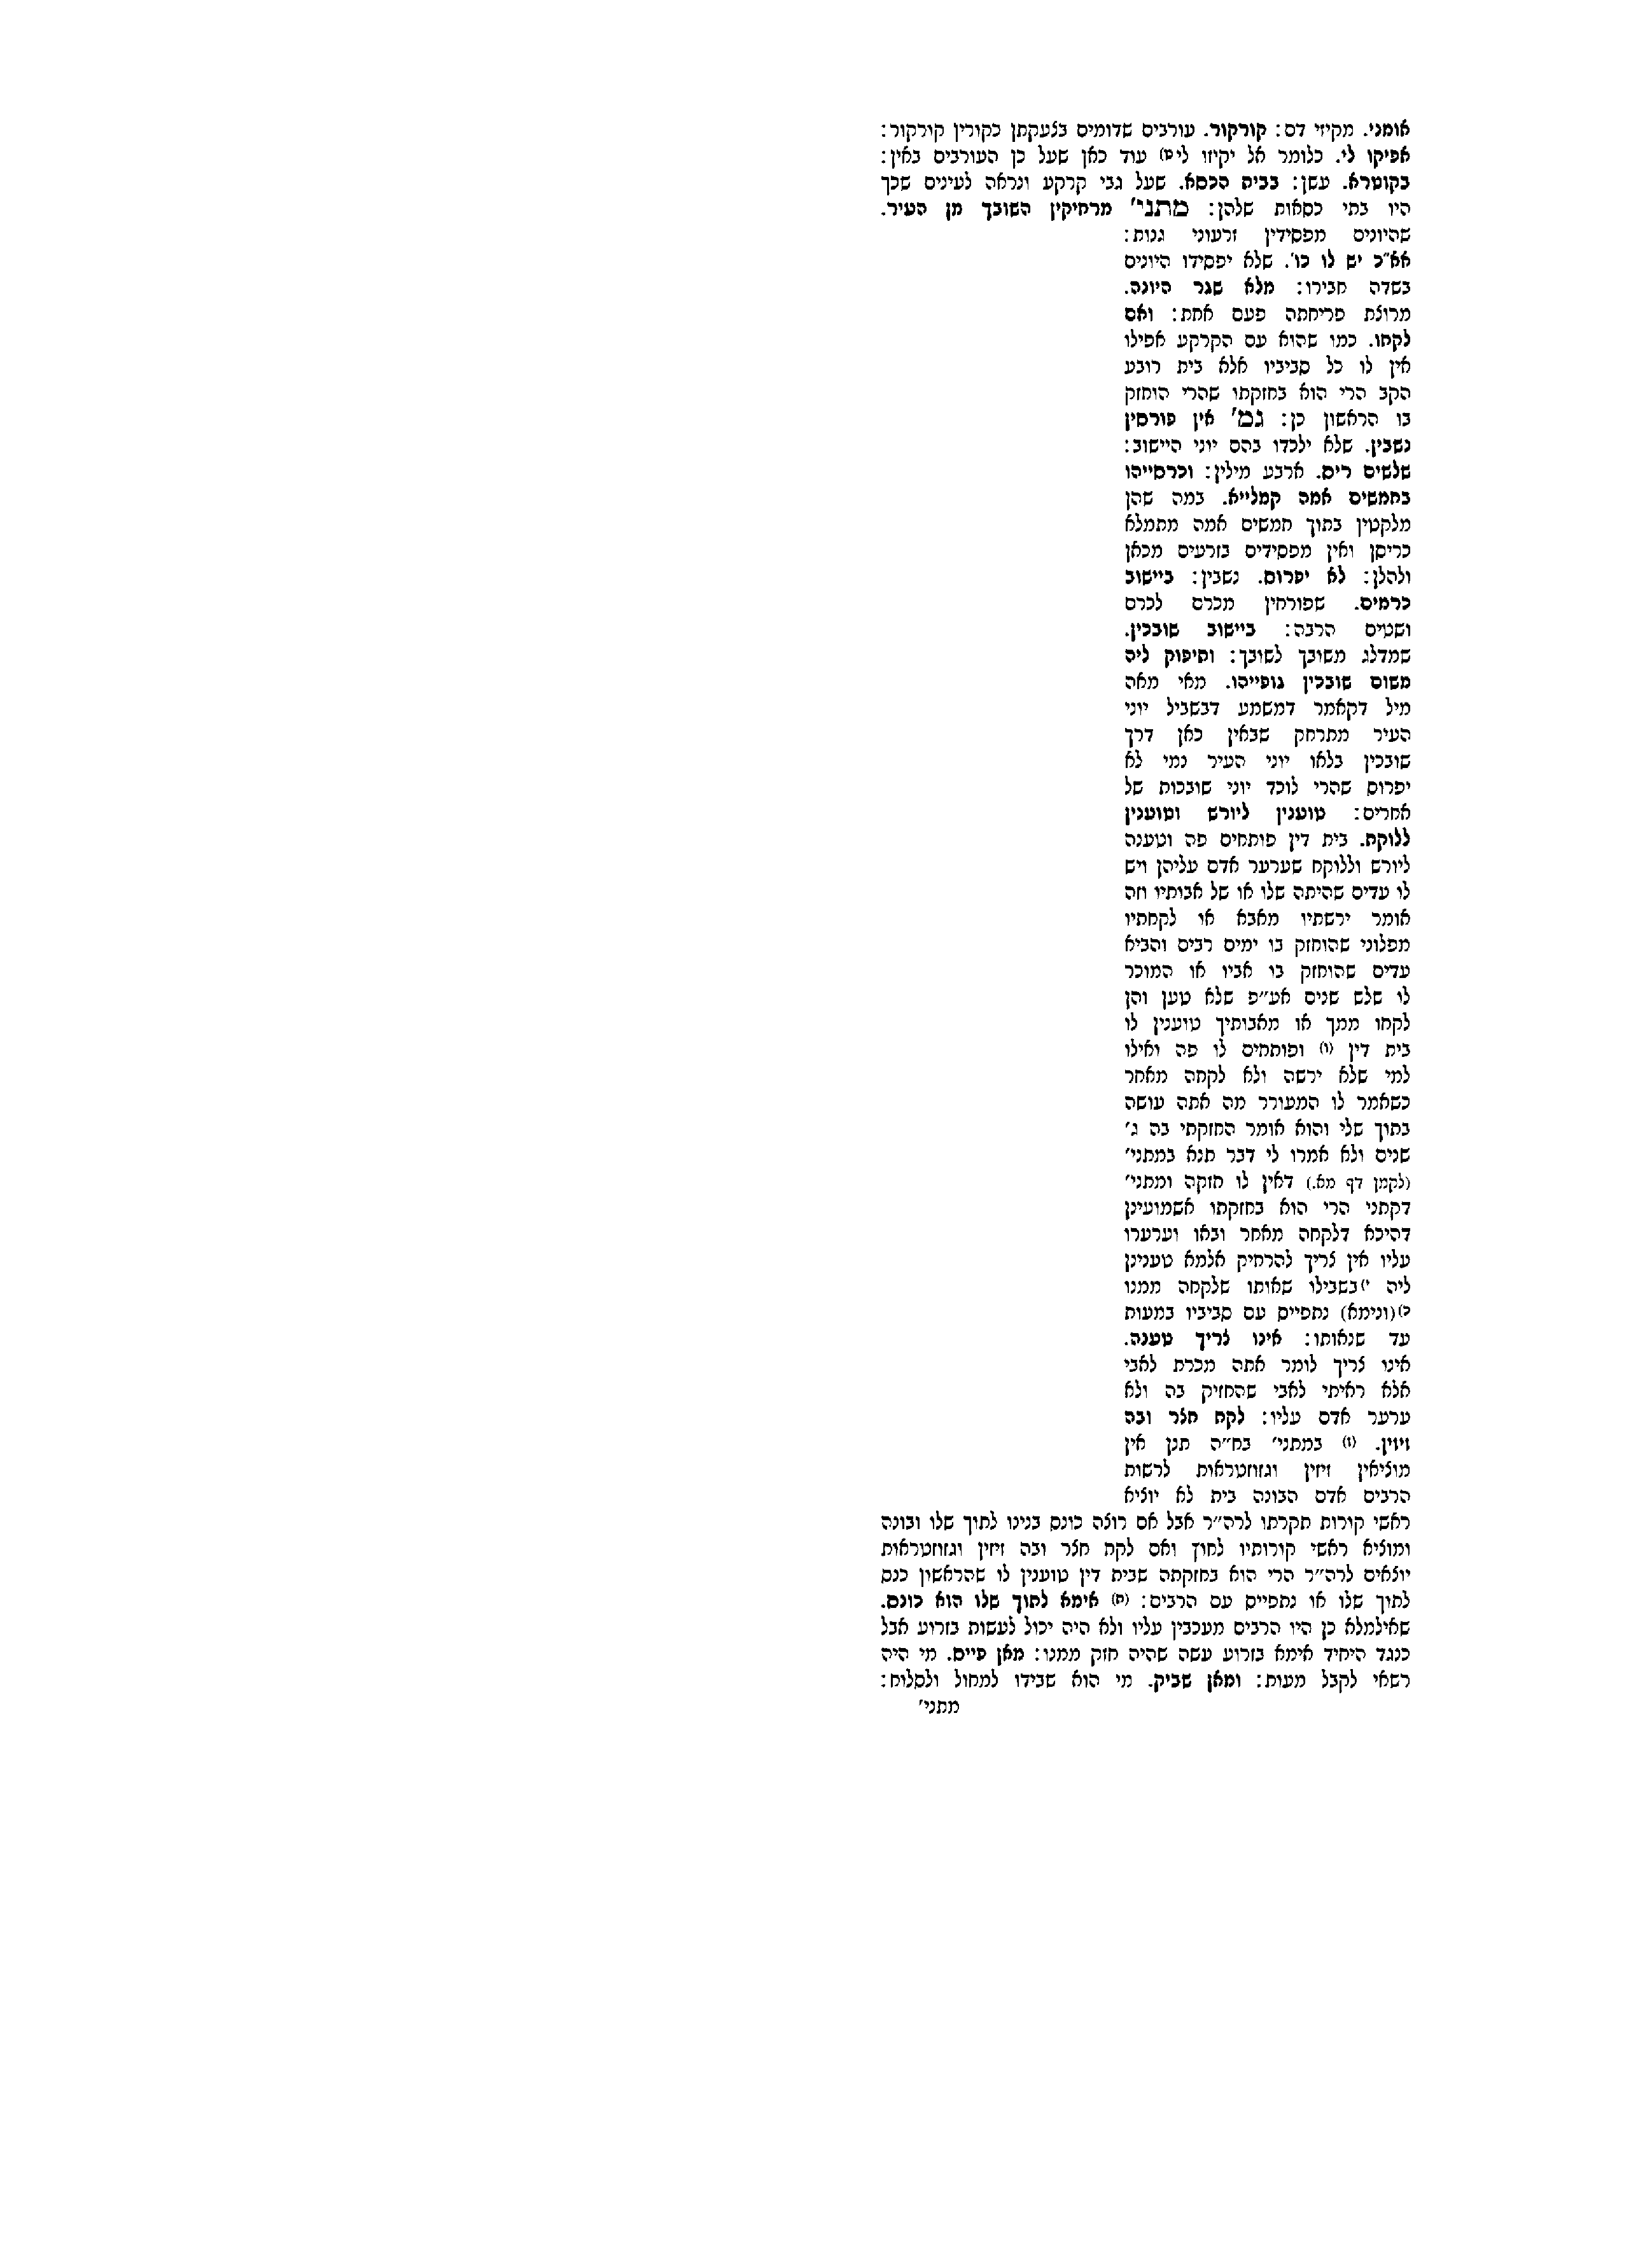 אומני. מקיזי דם: קורקור. עורבים שדומים בצעקתן כקורין קורקור:
אפיקו לי. כלומר אל יקיזו לי ס) עוד כאן שעל כן העורבים באין:
בקוטרא. עשן: בבית הכסא. שעל גבי קרקע ונראה לעינים שכך
היו בתי כסאות שלהן: מתני׳ מרחיקין השובך מן העיר.
שהיונים מפסידין זרעוני גנות:
אא״כ יש לו כו׳. שלא יפסידו היונים
בשדה חבירו: מלא שגר היונה.
מרוצת פריחתה פעם אחת: ואם
לקחו. כמו שהוא עם הקרקע אפילו
אין לו כל סביביו אלא בית רובע
הקב הרי הוא בחזקתו שהרי הוחזק
בו הראשון כן: גמ׳ אין פורסין
נשבין. שלא ילכדו בהם יוני היישוב:
שלשים ריס. ארבע מילין: וכרסייהו
בחמשים אמה קמלייא. במה שהן
מלקטין בתוך חמשים אמה מתמלא
כריסן ואין מפסידים בזרעים מכאן
ולהלן: לא יפרוס. נשבין: ביישוב
כרמים. שפורחין מכרם לכרם
ושטים הרבה: ביישוב שובכין.
שמדלג משובך לשובך: ותיפוק ליה
משום שובכין גופייהו. מאי מאה
מיל דקאמר דמשמע דבשביל יוני
העיר מתרחק שבאין כאן דרך
שובכין בלאו יוני העיר נמי לא
יפרוס שהרי לוכד יוני שובכות של
אחרים: טוענין ליורש וטוענין
ללוקח. בית דין פותחים פה וטענה
ליורש וללוקח שערער אדם עליהן ויש
לו עדים שהיתה שלו או של אבותיו וזה
אומר ירשתיו מאבא או לקחתיו
מפלוני שהוחזק בו ימים רבים והביא
עדים שהוחזק בו אביו או המוכר
לו שלש שנים אע״פ שלא טען והן
לקחו ממך או מאבותיך טוענין לו
בית דין (ו) ופותחים לו פה ואילו
למי שלא ירשה ולא לקחה מאחר
כשאמר לו המעורר מה אתה עושה
בתוך שלי והוא אומר החזקתי בה ג׳
שנים ולא אמרו לי דבר תנא במתני׳
(לקמן דף מא.) דאין לו חזקה ומתני׳
דקתני הרי הוא בחזקתו אשמועינן
דהיכא דלקחה מאחר ובאו וערערו
עליו אין צריך להרחיק אלמא טענינן
ליה י) בשבילו שאותו שלקחה ממנו
כ) (ונימא) נתפייס עם סביביו במעות
עד שנאותו: אינו צריך טענה.
אינו צריך לומר אתה מכרת לאבי
אלא ראיתי לאבי שהחזיק בה ולא
ערער אדם עליו: לקח חצר ובה
זיזין. (ז) במתני׳ בח״ה תנן אין
מוציאין זיזין וגזוזטראות לרשות
הרבים אדם הבונה בית לא יוציא
ראשי קורות תקרתו לרה״ר אבל אם רוצה כונס בנינו לתוך שלו ובונה
ומוציא ראשי קורותיו לחוץ ואם לקח חצר ובה זיזין וגזוזטראות
יוצאים לרה״ר הרי הוא בחזקתה שבית דין טוענין לו שהראשון כנס
לתוך שלו או נתפייס עם הרבים: (ח) אימא לתוך שלו הוא כונס.
שאילמלא כן היו הרבים מעכבין עליו ולא היה יכול לעשות בזרוע אבל
כנגד היחיד אימא בזרוע עשה שהיה חזק ממנו: מאן פייס. מי היה
רשאי לקבל מעות: ומאן שביק. מי הוא שבידו למחול ולסלוח:
מתני׳